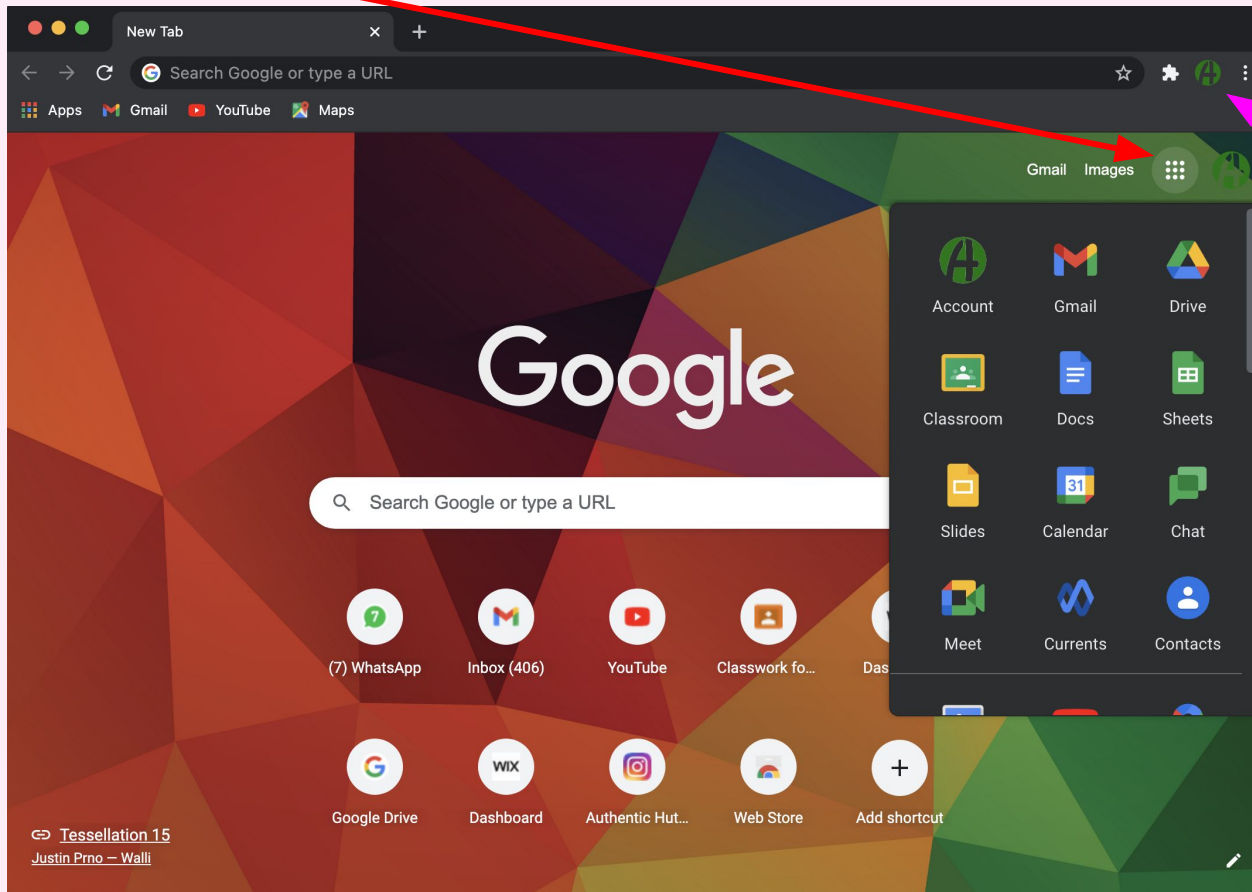 New Tab
Search Google or type a URL
Apps Gmail YouTube Maps
Gmail Images
Account Gmail Drive
Classroom Docs Sheets
Slides 31 Calendar Chat
Meet Currents Contacts
Google
Search Google or type a URL
7
(7) WhatsApp Inbox (406) YouTube Classwork fo... Das
WIX
Google Drive Dashboard Authentic Hut... Web Store Add shortcut
Tessellation 15
Justin Prno — Walli